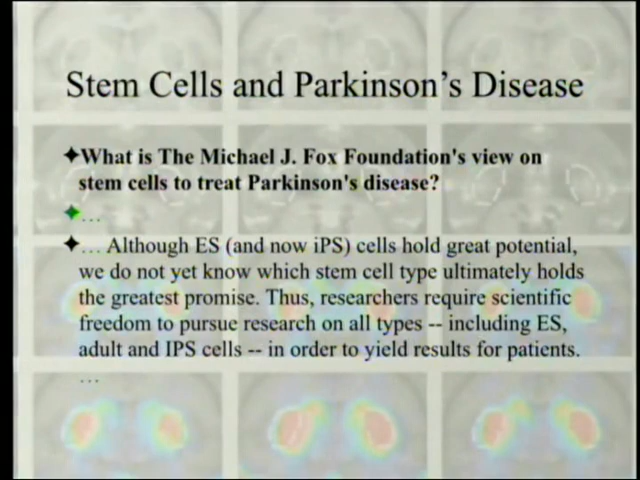 Stem Cells and Parkinson's Disease
What is The Michael J. Fox Foundation's view on
stem cells to treat Parkinson's disease?
…
… Although ES (and now iPS) cells hold great potential,
we do not yet know which stem cell type ultimately holds
the greatest promise. Thus, researchers require scientific
freedom to pursue research on all types -- including ES,
adult and IPS cells -- in order to yield results for patients.
…